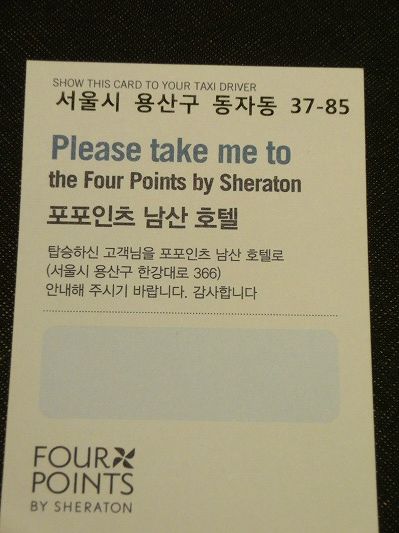 SHOW THIS CARD TO YOUR TAXI DRIVER
서울시 용산구 동자동 37-85
Please take me to
the Four Points by Sheraton
포포인츠 남산 호텔
탑승하신 고객님을 포포인츠 남산 호텔로
(서울시 용산구 한강대로 366)
안내해 주시기 바랍니다. 감사합니다
FOUR
POINTS
BY SHERATON